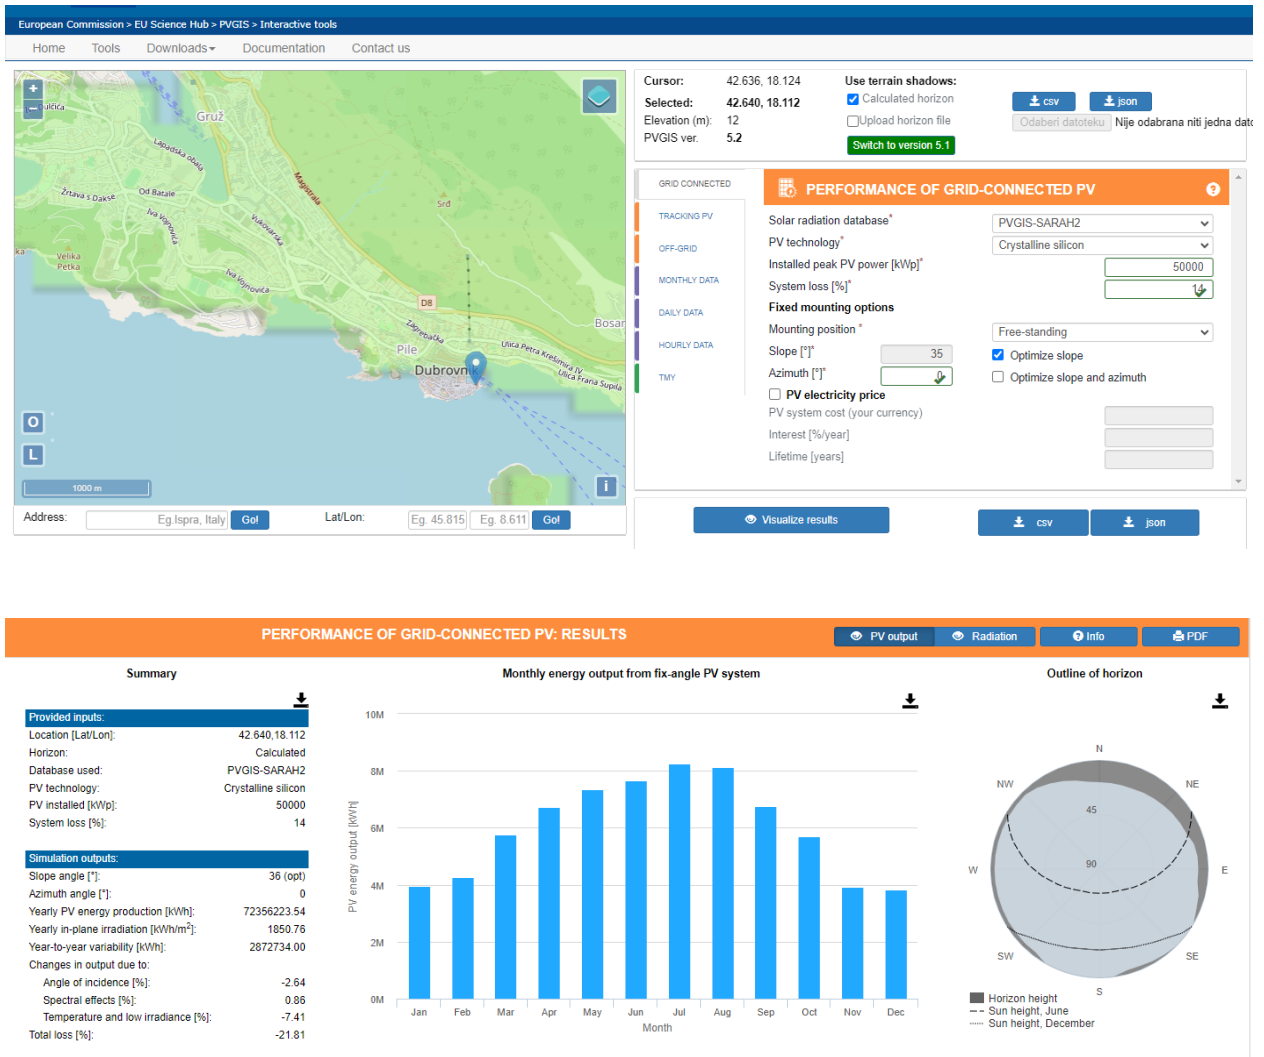 European Commission > EU Science Hub > PVGIS > Interactive tools
Home Tools Downloads Documentation Contact us
+
−
Gruž
Lapadska obala
Magistrala
Žrtava s Dakse
Od Batale
Iva Vojnovića
Vukovarska
Srđ
Velika
Petka
Iva Vojnovića
D8
Zagrebačka
Bosan
Pile
Ulica Petra Krešimira IV.
Ulica Frana Supila
Dubrovnik
O
L
i
1000 m
Address: Eg.Ispra, Italy Go! Lat/Lon: Eg. 45.815 Eg. 8.611 Go!
Cursor: 42.636, 18.124 Use terrain shadows:
Selected: 42.640, 18.112 Calculated horizon csv json
Elevation (m): 12 Upload horizon file Odaberi datoteku Nije odabrana niti jedna dato
PVGIS ver. 5.2 Switch to version 5.1
GRID CONNECTED
TRACKING PV
OFF-GRID
MONTHLY DATA
DAILY DATA
HOURLY DATA
TMY
PERFORMANCE OF GRID-CONNECTED PV ?
Solar radiation database* PVGIS-SARAH2
PV technology* Crystalline silicon
Installed peak PV power [kWp]* 50000
System loss [%]* 14
Fixed mounting options
Mounting position * Free-standing
Slope [°]* 35 Optimize slope
Azimuth [°]* 0 Optimize slope and azimuth
PV electricity price
PV system cost (your currency)
Interest [%/year]
Lifetime [years]
Visualize results csv json
PERFORMANCE OF GRID-CONNECTED PV: RESULTS PV output Radiation Info PDF
Summary
Provided inputs:
Location [Lat/Lon]: 42.640,18.112
Horizon: Calculated
Database used: PVGIS-SARAH2
PV technology: Crystalline silicon
PV installed [kWp]: 50000
System loss [%]: 14
Simulation outputs:
Slope angle [°]: 36 (opt)
Azimuth angle [°]: 0
Yearly PV energy production [kWh]: 72356223.54
Yearly in-plane irradiation [kWh/m²]: 1850.76
Year-to-year variability [kWh]: 2872734.00
Changes in output due to:
Angle of incidence [%]: -2.64
Spectral effects [%]: 0.86
Temperature and low irradiance [%]: -7.41
Total loss [%]: -21.81
Monthly energy output from fix-angle PV system
10M
8M
6M
4M
2M
0M
PV energy output [kWh]
Jan Feb Mar Apr May Jun Jul Aug Sep Oct Nov Dec
Month
Outline of horizon
N
NW NE
45
W 90 E
SW SE
S
Horizon height
Sun height, June
Sun height, December